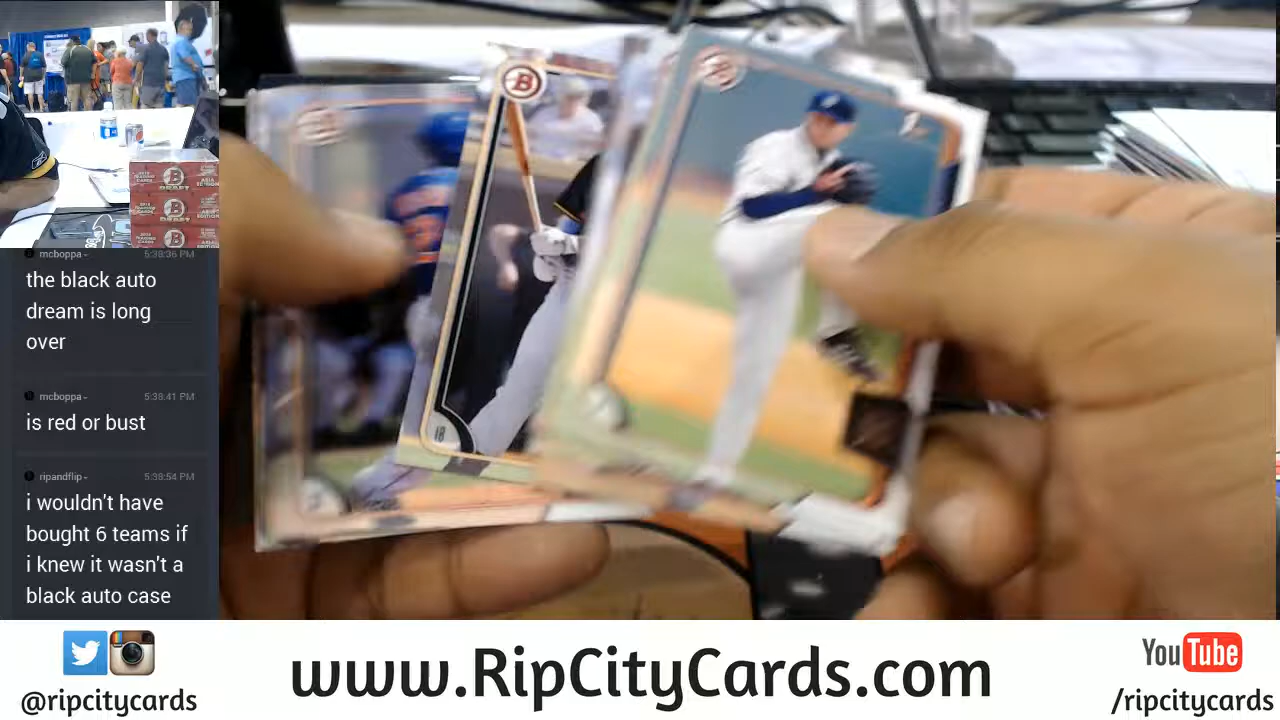 mcboppa- 5:38:36 PM
the black auto
dream is long
over
mcboppa- 5:38:41 PM
is red or bust
ripandflip- 5:38:54 PM
i wouldn't have
bought 6 teams if
i knew it wasn't a
black auto case
B
B
DRAFT
B
B
@ripcitycards
www.RipCityCards.com
YouTube
/ripcitycards